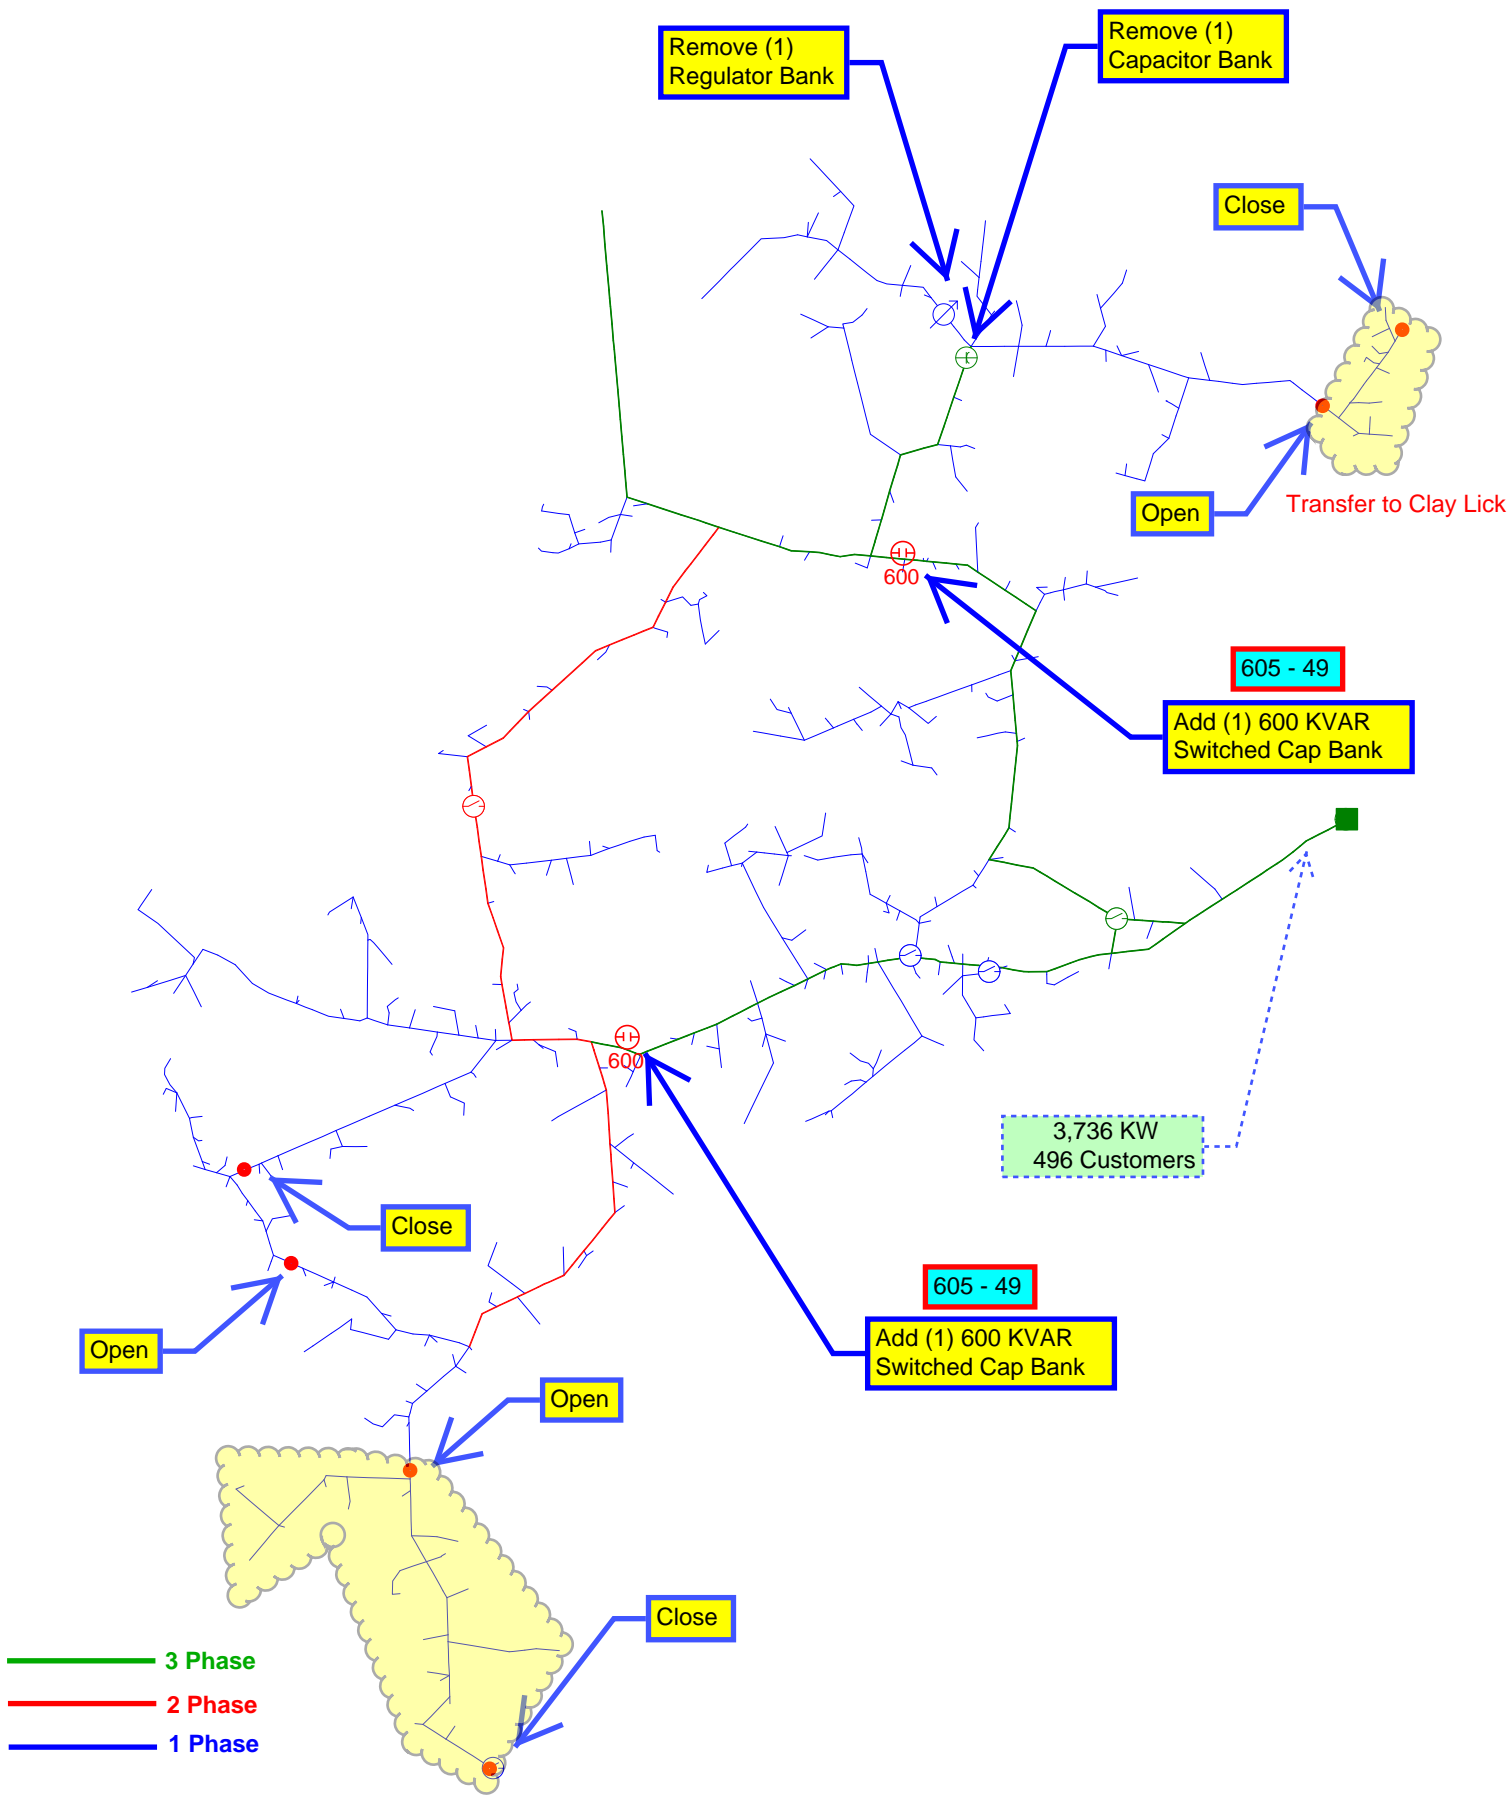 Remove (1)
Regulator Bank
Remove (1)
Capacitor Bank
Close
Open
Transfer to Clay Lick
600
605 - 49
Add (1) 600 KVAR
Switched Cap Bank
600
3,736 KW
496 Customers
Close
605 - 49
Add (1) 600 KVAR
Switched Cap Bank
Open
Open
Close
3 Phase
2 Phase
1 Phase